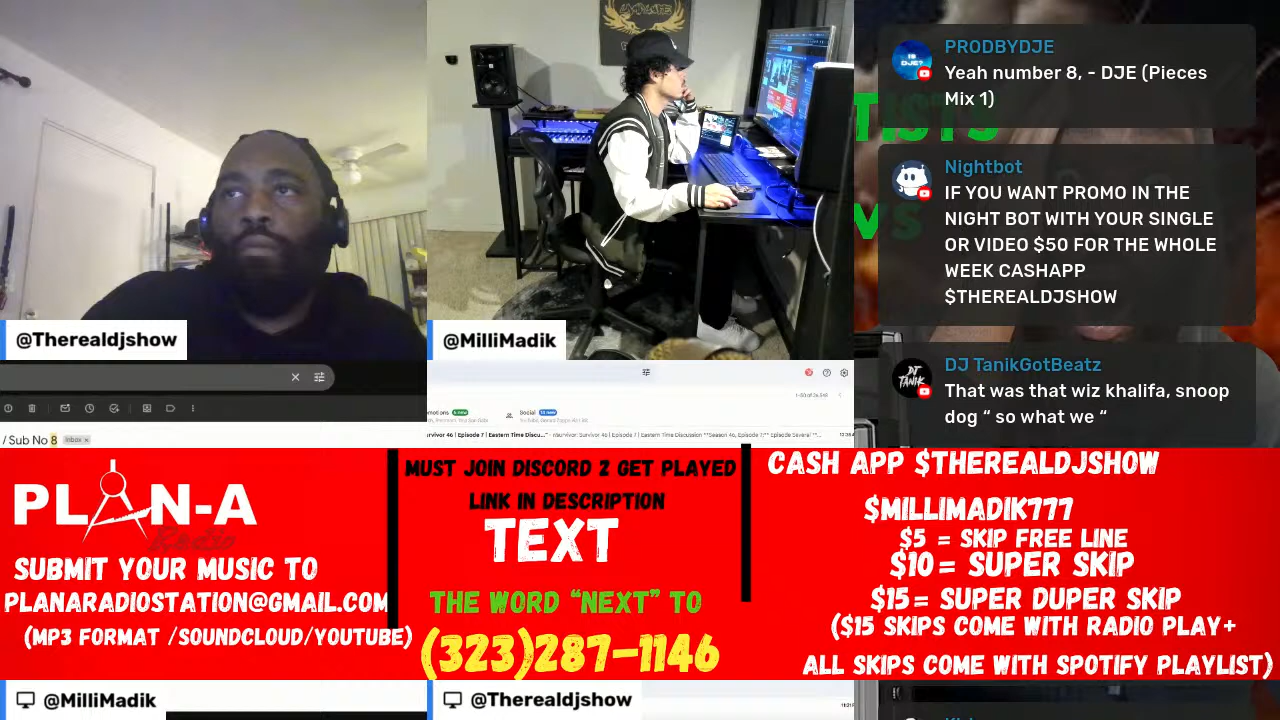 @Therealdjshow
@MilliMadik
PRODBYDJE
Yeah number 8, - DJE (Pieces
Mix 1)
Nightbot
IF YOU WANT PROMO IN THE
NIGHT BOT WITH YOUR SINGLE
OR VIDEO $50 FOR THE WHOLE
WEEK CASHAPP
$THEREALDJSHOW
DJ TanikGotBeatz
That was that wiz khalifa, snoop
dog “ so what we “
/ Sub No 8 Inbox
Social
PLAN-A
Radio
SUBMIT YOUR MUSIC TO
PLANARADIOSTATION@GMAIL.COM
(MP3 FORMAT /SOUNDCLOUD/YOUTUBE)
MUST JOIN DISCORD 2 GET PLAYED
LINK IN DESCRIPTION
TEXT
THE WORD “NEXT” TO
(323)287-1146
CASH APP $THEREALDJSHOW
$MILLIMADIK777
$5 = SKIP FREE LINE
$10 = SUPER SKIP
$15= SUPER DUPER SKIP
($15 SKIPS COME WITH RADIO PLAY+
ALL SKIPS COME WITH SPOTIFY PLAYLIST)
@MilliMadik
@Therealdjshow